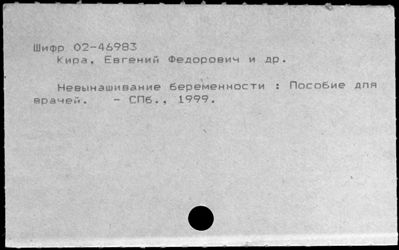 Шифр 02-46983
Кира, Евгений Федорович и др.
Невынашивание беременности : Пособие для
врачей. - СПб., 1999.